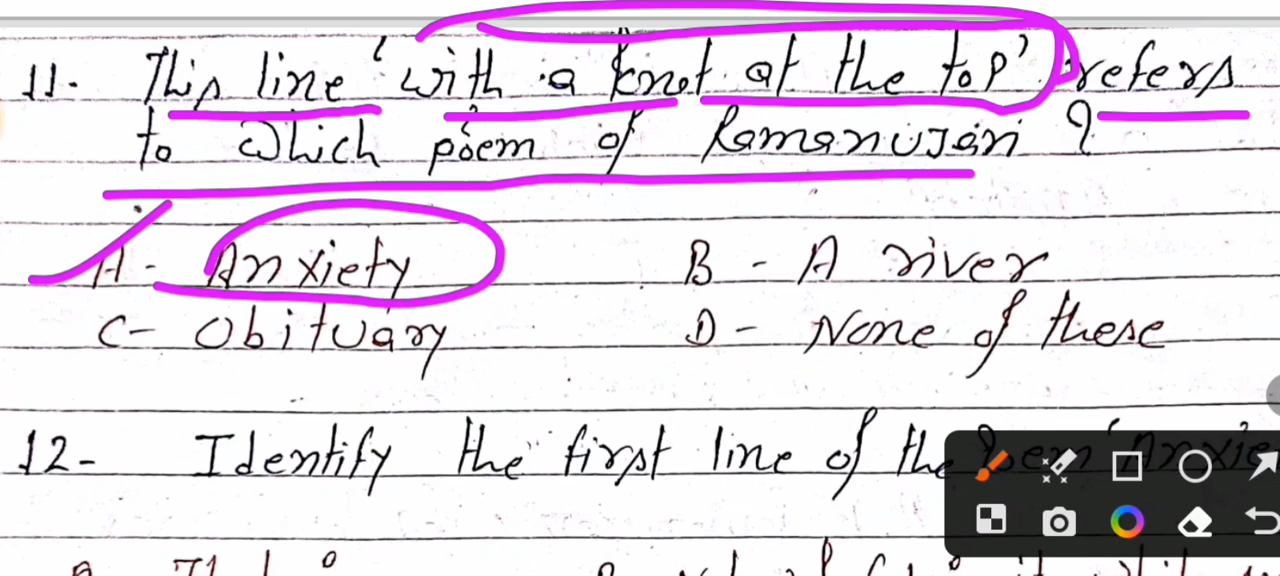 11. This line 'with a knot at the top' refers
to which poem of Ramanujan ?
A- Anxiety B - A river
C- Obituary D - None of these
12- Identify the first line of the